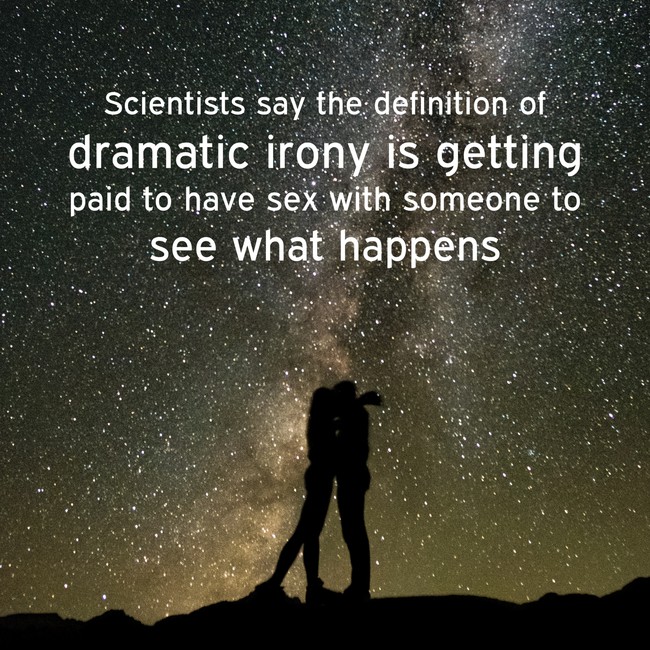 Scientists say the definition of
dramatic irony is getting
paid to have sex with someone to
see what happens